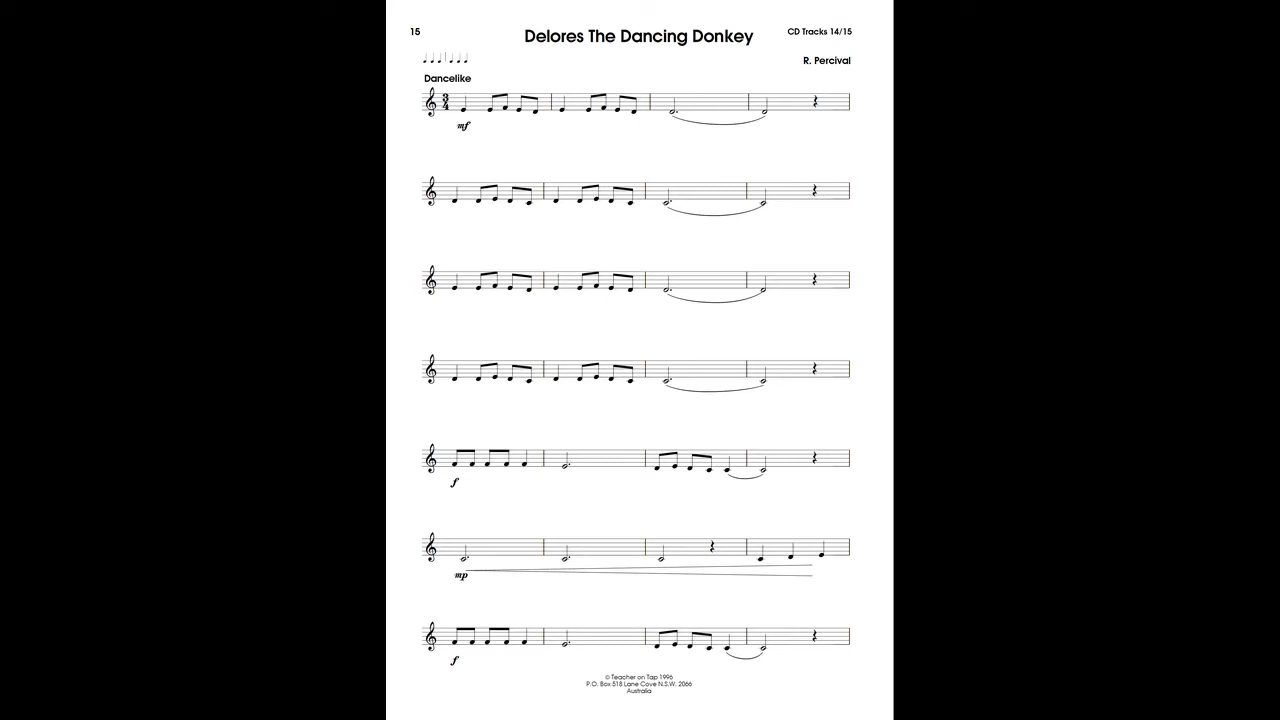 15
Delores The Dancing Donkey
CD Tracks 14/15
R. Percival
Dancelike
mf
f
mp
f
© Teacher on Tap 1996
P.O. Box 518 Lane Cove N.S.W. 2066
Australia